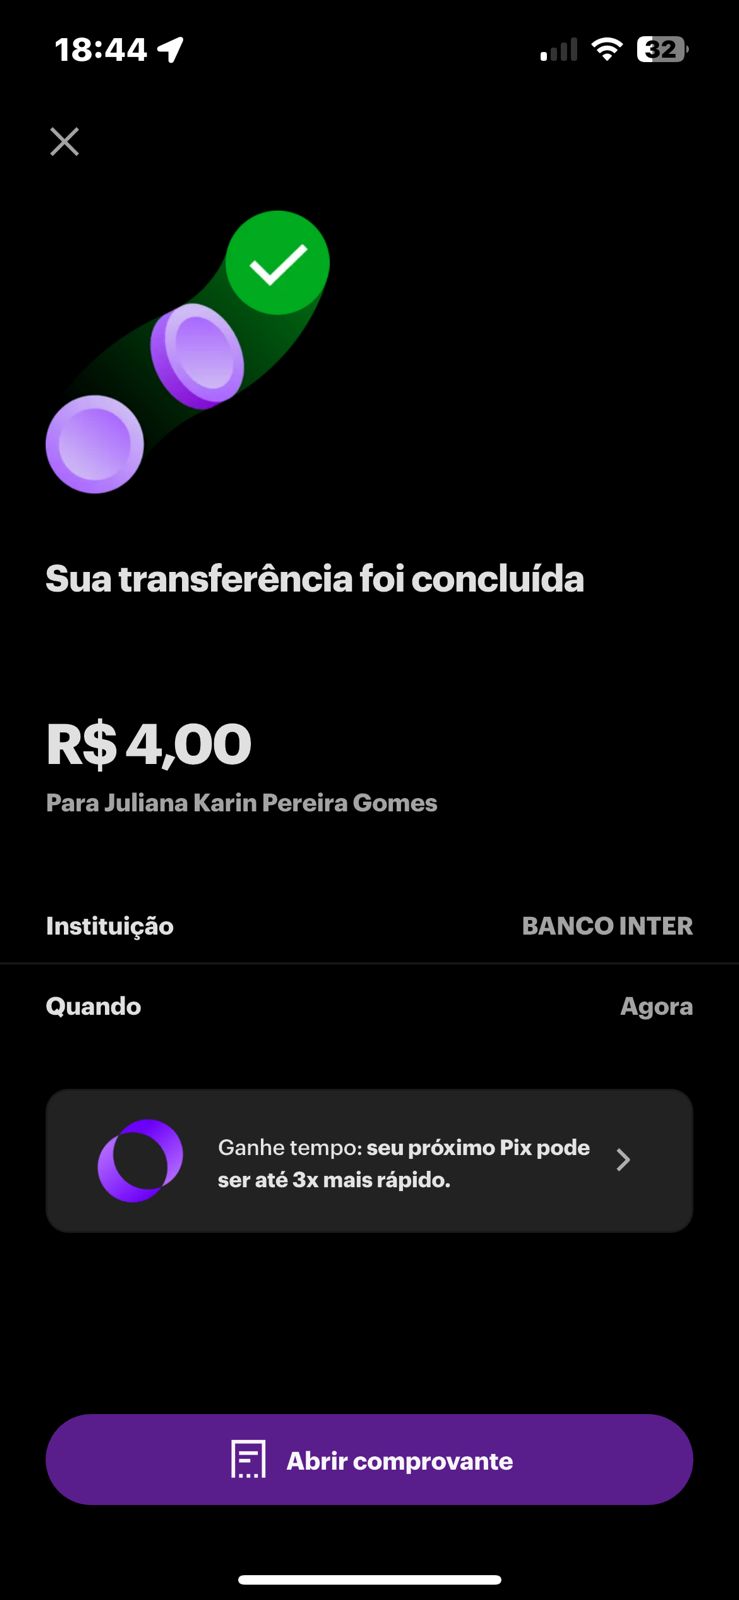 18:44
32
Sua transferência foi concluída
R$ 4,00
Para Juliana Karin Pereira Gomes
Instituição BANCO INTER
Quando Agora
Ganhe tempo: seu próximo Pix pode
ser até 3x mais rápido.
Abrir comprovante